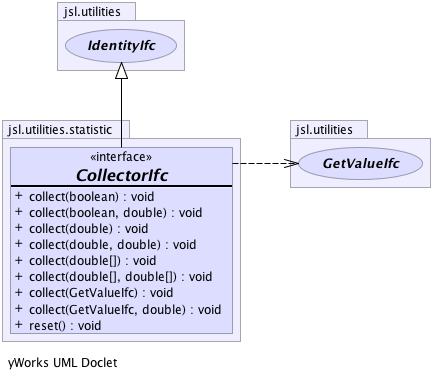 jsl.utilities
IdentityIfc
jsl.utilities.statistic
jsl.utilities
«interface»
CollectorIfc
GetValueIfc
+ collect(boolean) : void
+ collect(boolean, double) : void
+ collect(double) : void
+ collect(double, double) : void
+ collect(double[]) : void
+ collect(double[], double[]) : void
+ collect(GetValueIfc) : void
+ collect(GetValueIfc, double) : void
+ reset() : void
yWorks UML Doclet